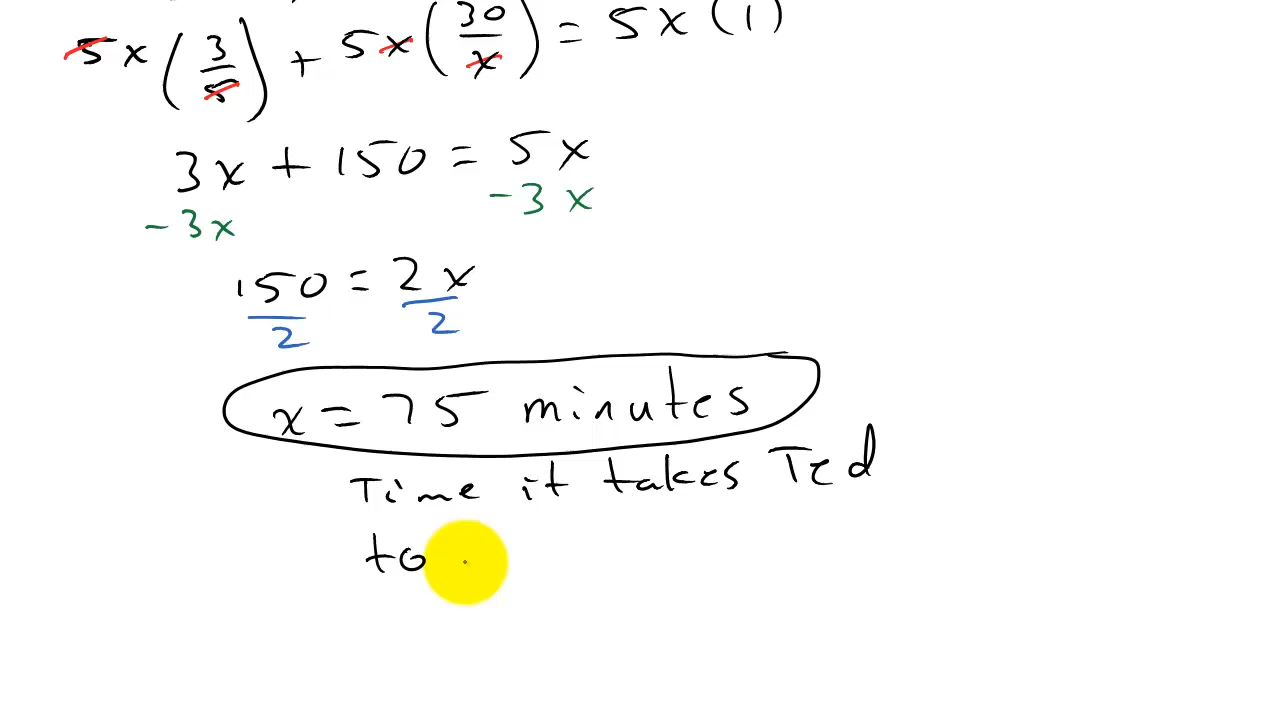 5x(3/5) + 5x(30/x) = 5x(1)
3x + 150 = 5x
-3x -3x
150 = 2x
2 2
x = 75 minutes
Time it takes Ted
to